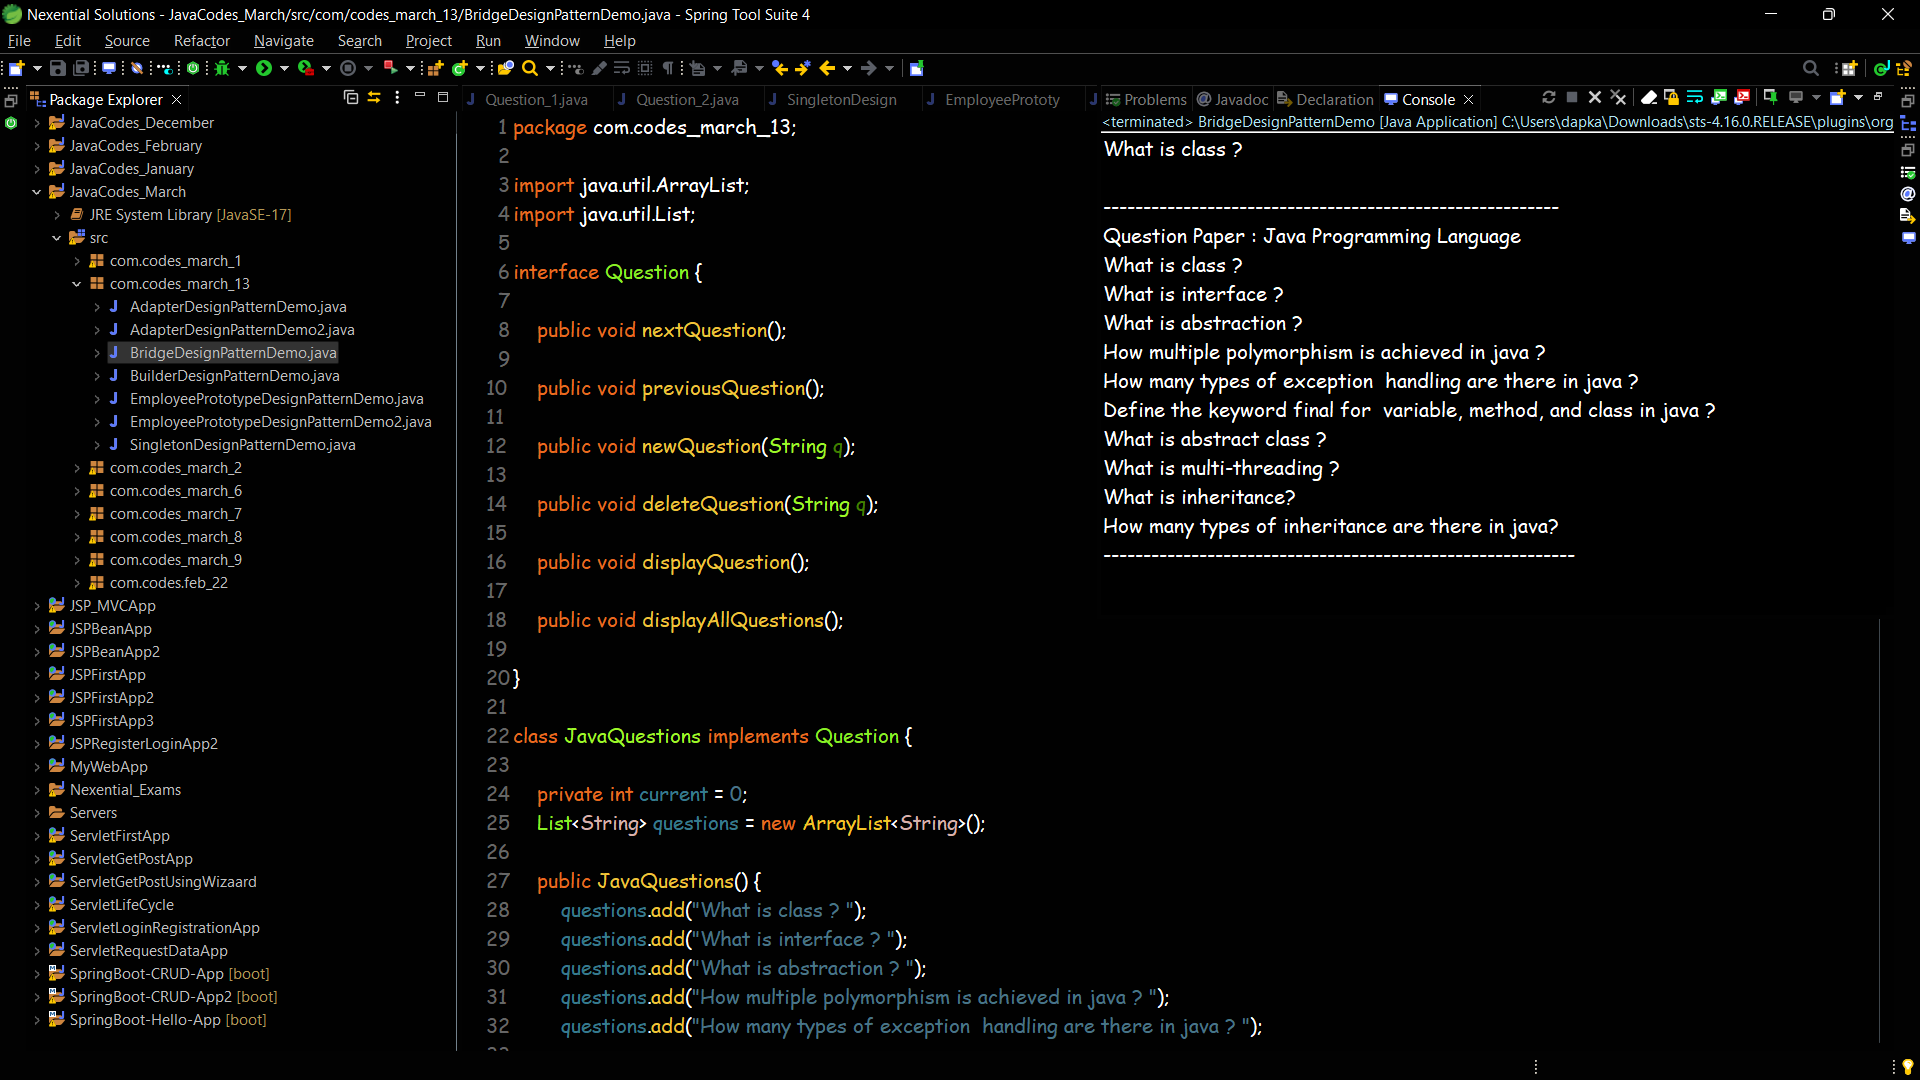 Nexential Solutions - JavaCodes_March/src/com/codes_march_13/BridgeDesignPatternDemo.java - Spring Tool Suite 4
File Edit Source Refactor Navigate Search Project Run Window Help
Package Explorer
JavaCodes_December
JavaCodes_February
JavaCodes_January
JavaCodes_March
JRE System Library [JavaSE-17]
src
com.codes_march_1
com.codes_march_13
AdapterDesignPatternDemo.java
AdapterDesignPatternDemo2.java
BridgeDesignPatternDemo.java
BuilderDesignPatternDemo.java
EmployeePrototypeDesignPatternDemo.java
EmployeePrototypeDesignPatternDemo2.java
SingletonDesignPatternDemo.java
com.codes_march_2
com.codes_march_6
com.codes_march_7
com.codes_march_8
com.codes_march_9
com.codes.feb_22
JSP_MVCApp
JSPBeanApp
JSPBeanApp2
JSPFirstApp
JSPFirstApp2
JSPFirstApp3
JSPRegisterLoginApp2
MyWebApp
Nexential_Exams
Servers
ServletFirstApp
ServletGetPostApp
ServletGetPostUsingWizaard
ServletLifeCycle
ServletLoginRegistrationApp
ServletRequestDataApp
SpringBoot-CRUD-App [boot]
SpringBoot-CRUD-App2 [boot]
SpringBoot-Hello-App [boot]
Question_1.java Question_2.java SingletonDesign EmployeePrototy
1 package com.codes_march_13;
2
3 import java.util.ArrayList;
4 import java.util.List;
5
6 interface Question {
7
8 public void nextQuestion();
9
10 public void previousQuestion();
11
12 public void newQuestion(String q);
13
14 public void deleteQuestion(String q);
15
16 public void displayQuestion();
17
18 public void displayAllQuestions();
19
20 }
21
22 class JavaQuestions implements Question {
23
24 private int current = 0;
25 List<String> questions = new ArrayList<String>();
26
27 public JavaQuestions() {
28 questions.add("What is class ? ");
29 questions.add("What is interface ? ");
30 questions.add("What is abstraction ? ");
31 questions.add("How multiple polymorphism is achieved in java ? ");
32 questions.add("How many types of exception  handling are there in java ? ");
Problems Javadoc Declaration Console
<terminated> BridgeDesignPatternDemo [Java Application] C:\Users\dapka\Downloads\sts-4.16.0.RELEASE\plugins\org
What is class ?
---------------------------------------------------------
Question Paper : Java Programming Language
What is class ?
What is interface ?
What is abstraction ?
How multiple polymorphism is achieved in java ?
How many types of exception  handling are there in java ?
Define the keyword final for  variable, method, and class in java ?
What is abstract class ?
What is multi-threading ?
What is inheritance?
How many types of inheritance are there in java?
-----------------------------------------------------------